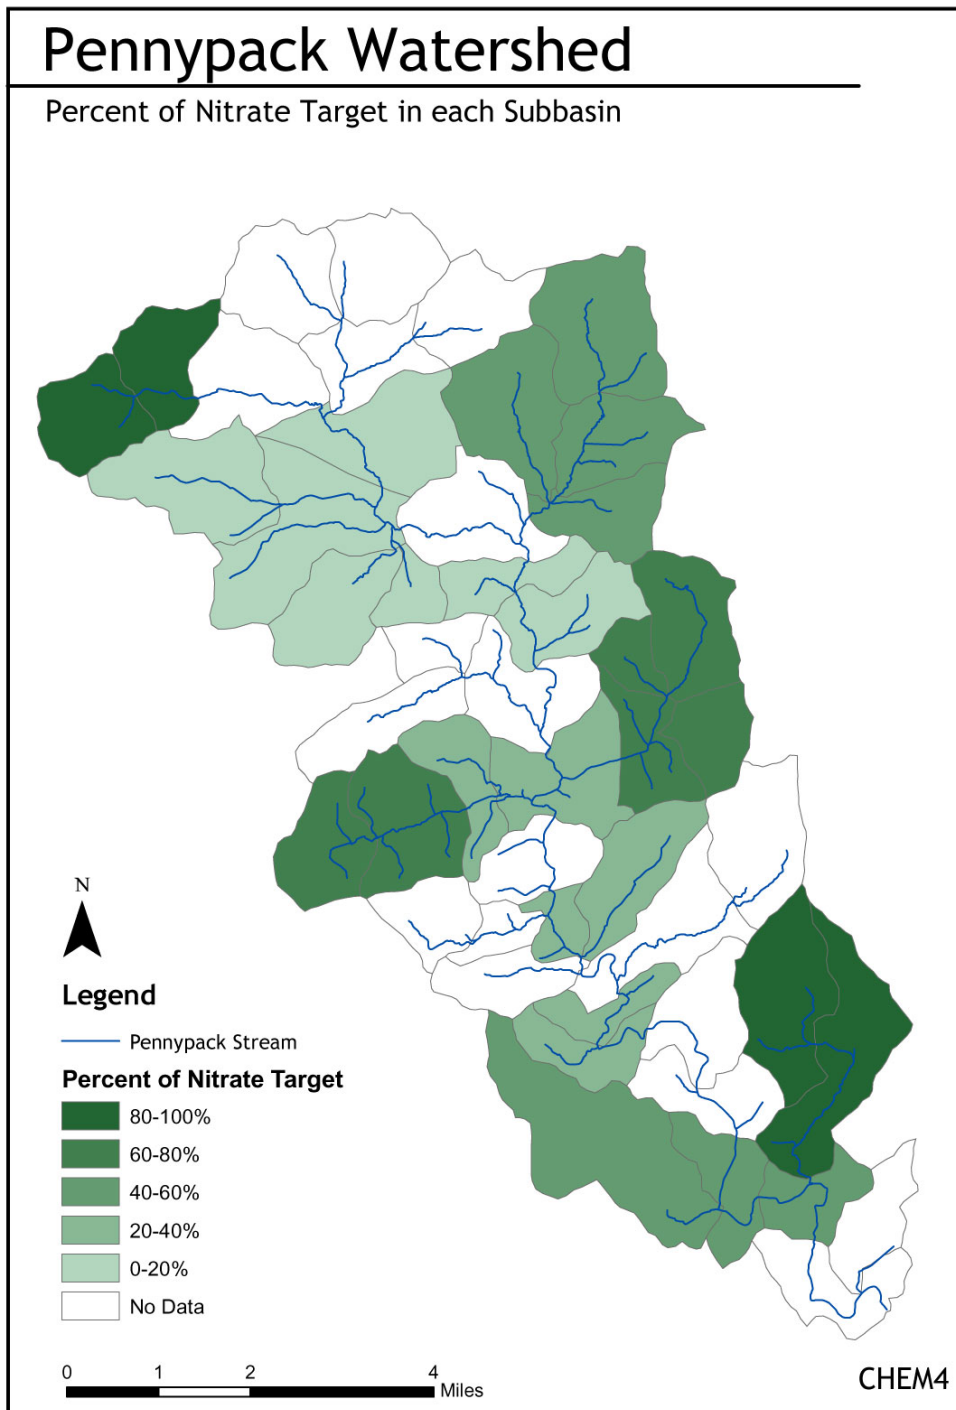 Pennypack Watershed
Percent of Nitrate Target in each Subbasin
N
Legend
Pennypack Stream
Percent of Nitrate Target
80-100%
60-80%
40-60%
20-40%
0-20%
No Data
0 1 2 4
Miles
CHEM4